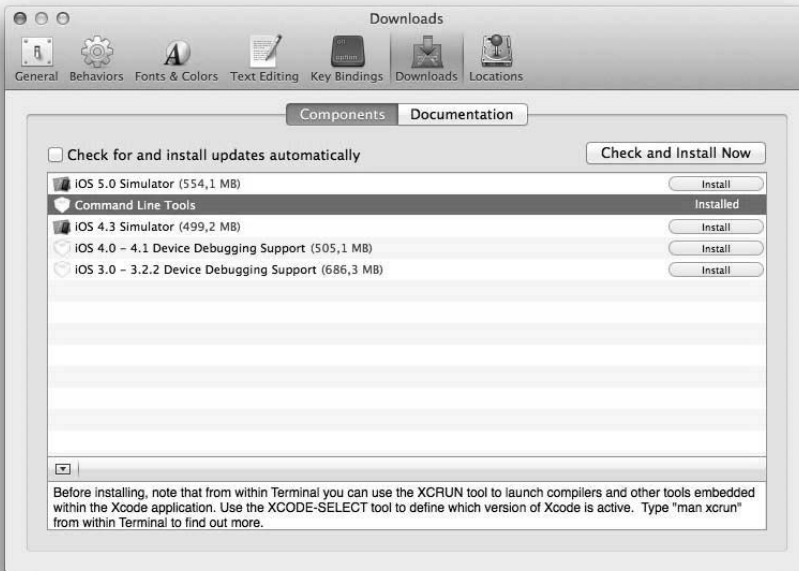 Downloads
General Behaviors Fonts & Colors Text Editing Key Bindings Downloads Locations
Components Documentation
Check for and install updates automatically Check and Install Now
iOS 5.0 Simulator (554,1 MB) Install
Command Line Tools Installed
iOS 4.3 Simulator (499,2 MB) Install
iOS 4.0 – 4.1 Device Debugging Support (505,1 MB) Install
iOS 3.0 – 3.2.2 Device Debugging Support (686,3 MB) Install
Before installing, note that from within Terminal you can use the XCRUN tool to launch compilers and other tools embedded
within the Xcode application. Use the XCODE-SELECT tool to define which version of Xcode is active.  Type "man xcrun"
from within Terminal to find out more.